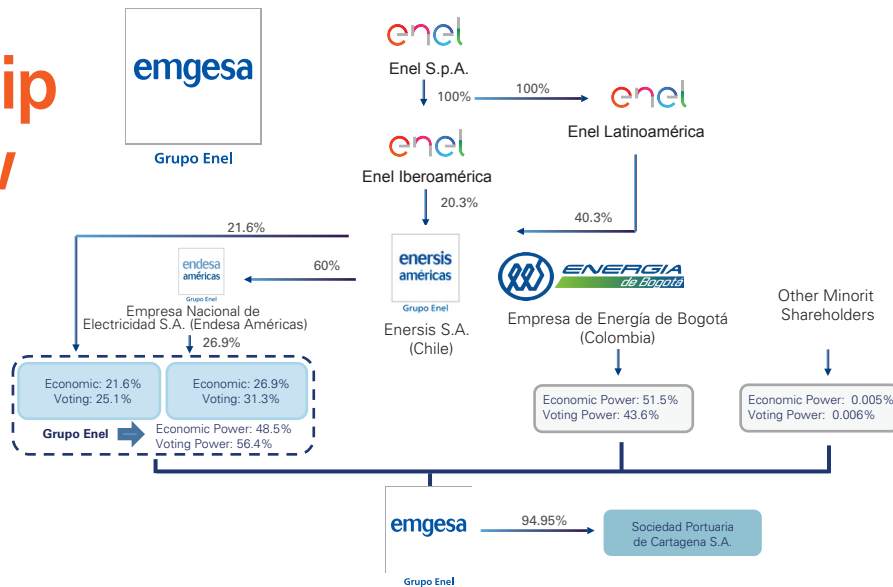 ip
emgesa
Grupo Enel
enel
Enel S.p.A.
100%
100%
enel
Enel Latinoamérica
enel
Enel Iberoamérica
20.3%
40.3%
21.6%
endesa
américas
Grupo Enel
60%
enersis
américas
Grupo Enel
ENERGIA
de Bogotá
Empresa Nacional de
Electricidad S.A. (Endesa Américas)
26.9%
Enersis S.A.
(Chile)
Empresa de Energía de Bogotá
(Colombia)
Other Minorit
Shareholders
Economic: 21.6%
Voting: 25.1%
Economic: 26.9%
Voting: 31.3%
Grupo Enel
Economic Power: 48.5%
Voting Power: 56.4%
Economic Power: 51.5%
Voting Power: 43.6%
Economic Power: 0.005%
Voting Power: 0.006%
emgesa
Grupo Enel
94.95%
Sociedad Portuaria
de Cartagena S.A.